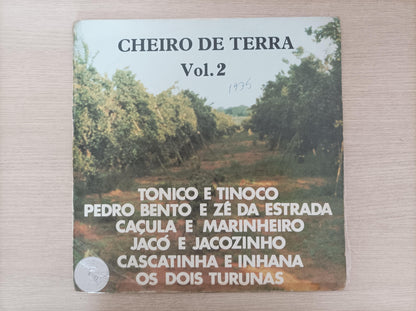 CHEIRO DE TERRA
Vol. 2
TONICO E TINOCO
PEDRO BENTO E ZÉ DA ESTRADA
CAÇULA E MARINHEIRO
JACÓ E JACOZINHO
CASCATINHA E INHANA
OS DOIS TURUNAS